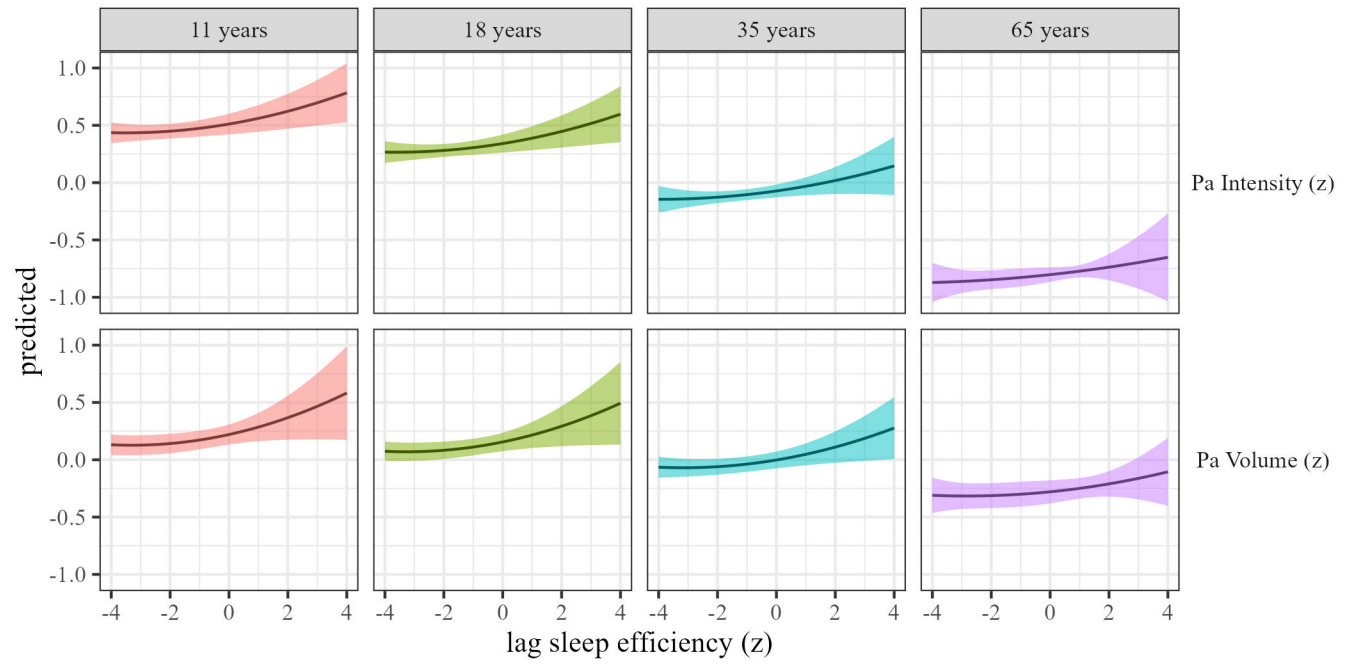 11 years 18 years 35 years 65 years
1.0
0.5
0.0
-0.5
-1.0
Pa Intensity (z)
predicted
1.0
0.5
0.0
-0.5
-1.0
Pa Volume (z)
-4 -2 0 2 4 -4 -2 0 2 4 -4 -2 0 2 4 -4 -2 0 2 4
lag sleep efficiency (z)